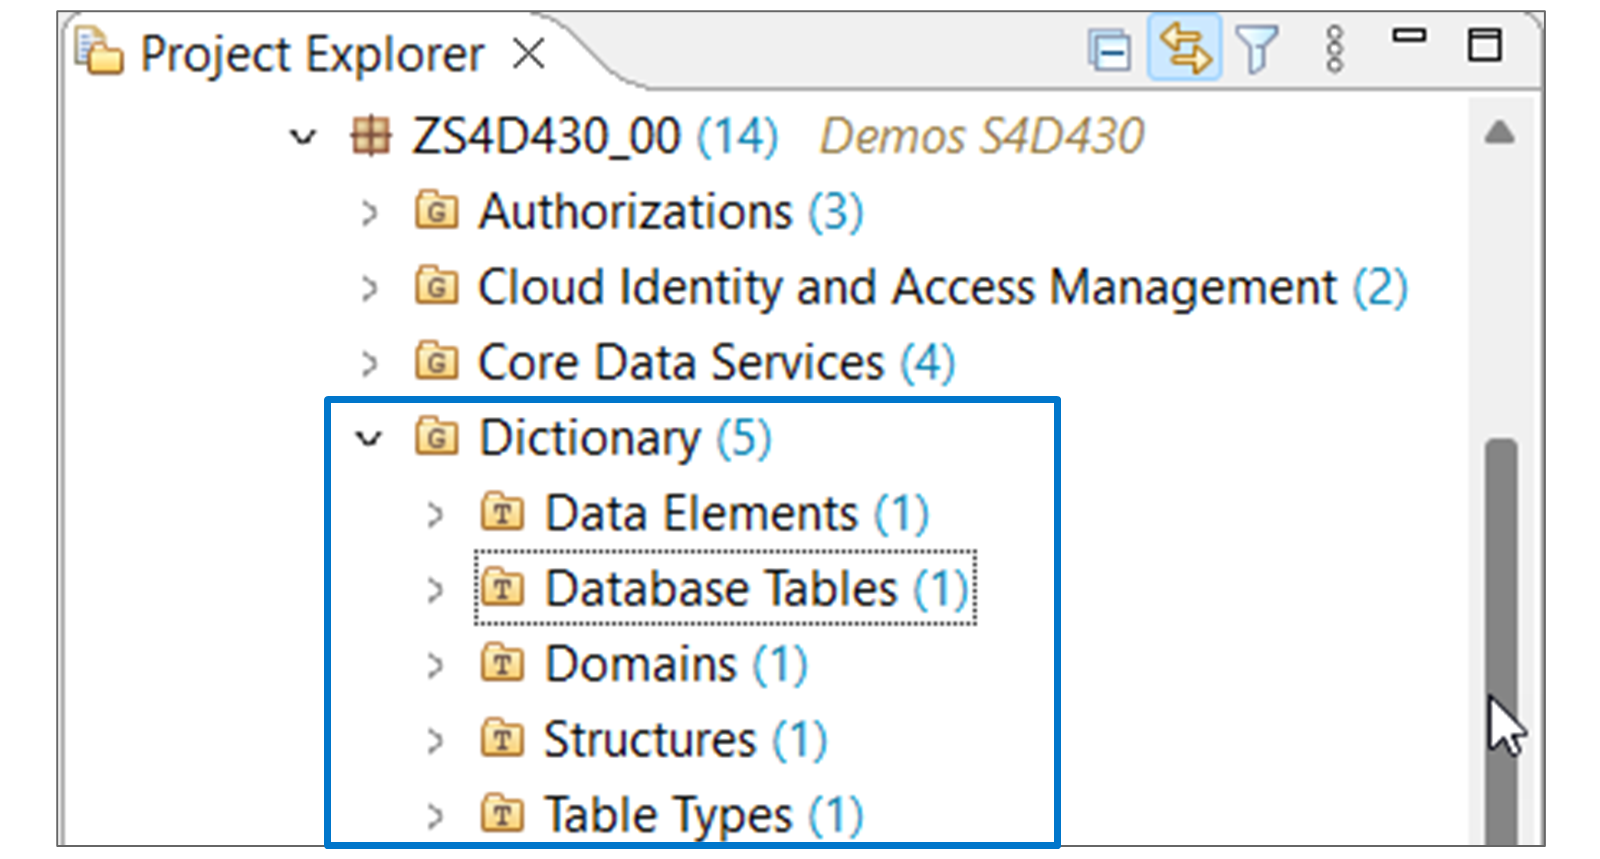 Project Explorer
ZS4D430_00 (14) Demos S4D430
Authorizations (3)
Cloud Identity and Access Management (2)
Core Data Services (4)
Dictionary (5)
Data Elements (1)
Database Tables (1)
Domains (1)
Structures (1)
Table Types (1)